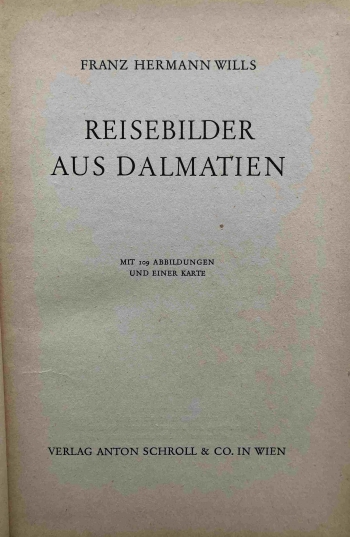 FRANZ HERMANN WILLS
REISEBILDER
AUS DALMATIEN
MIT 109 ABBILDUNGEN
UND EINER KARTE
VERLAG ANTON SCHROLL & CO. IN WIEN